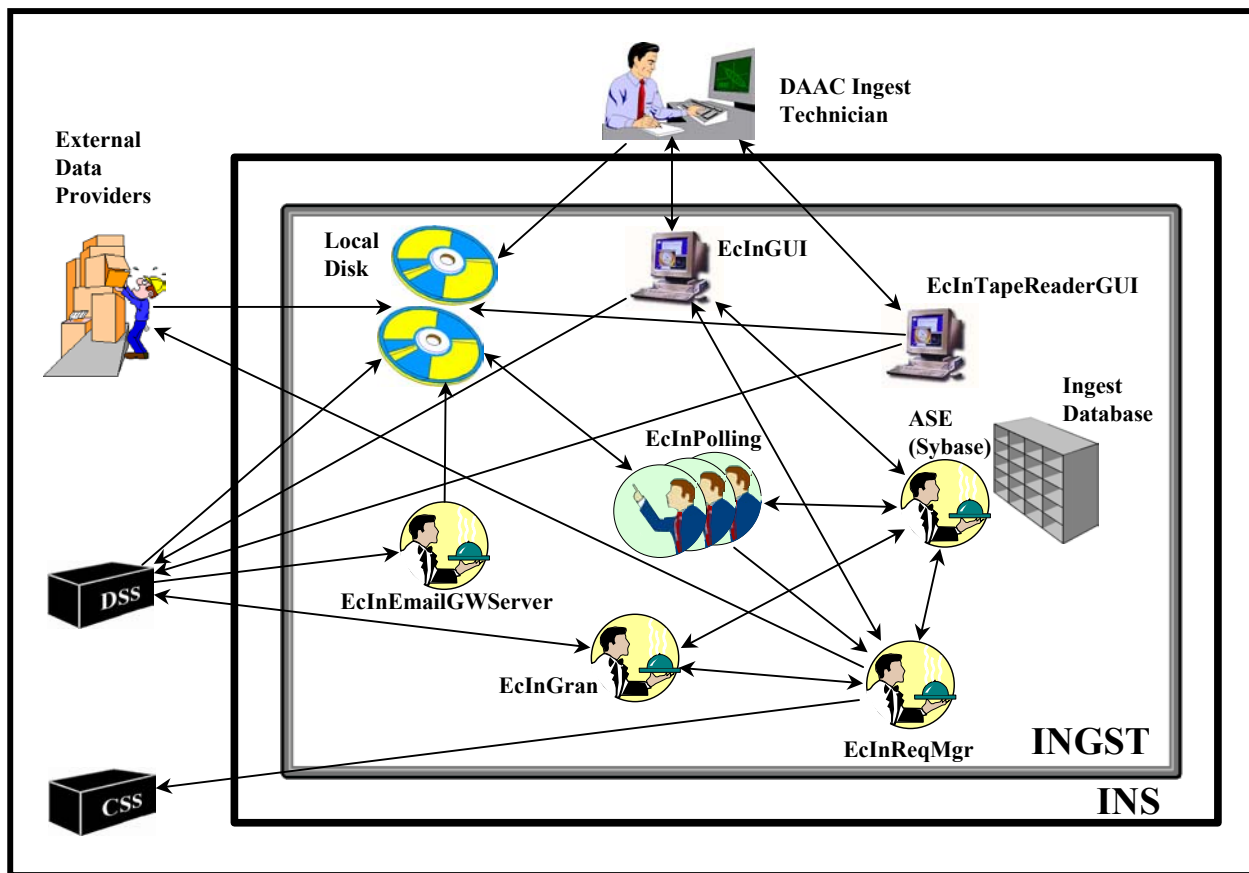 DAAC Ingest
Technician
External
Data
Providers
Local
Disk
EcInGUI
EcInTapeReaderGUI
Ingest
Database
ASE
(Sybase)
EcInPolling
DSS
EcInEmailGWServer
EcInGran
EcInReqMgr
INGST
CSS
INS